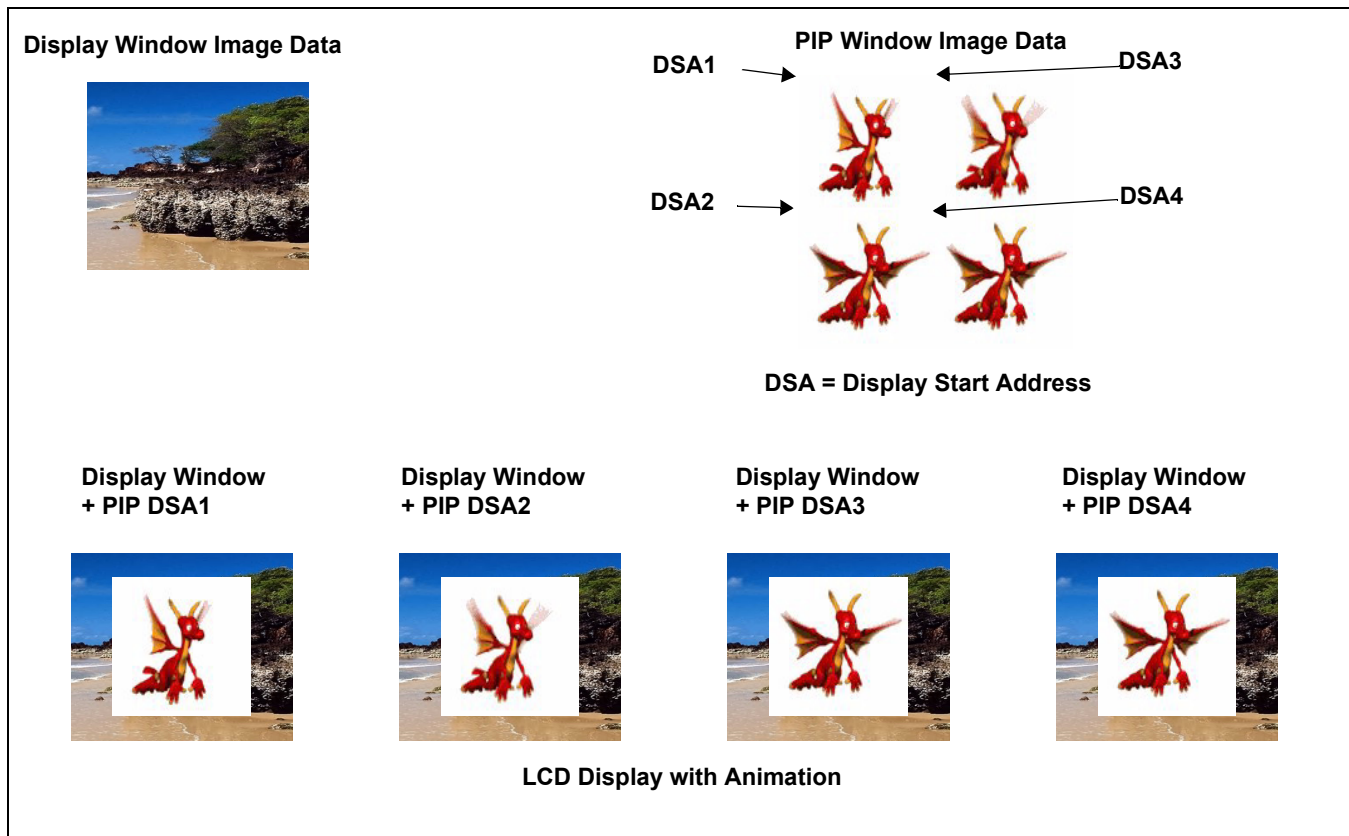 Display Window Image Data
PIP Window Image Data
DSA1
DSA3
DSA2
DSA4
DSA = Display Start Address
Display Window
+ PIP DSA1
Display Window
+ PIP DSA2
Display Window
+ PIP DSA3
Display Window
+ PIP DSA4
LCD Display with Animation